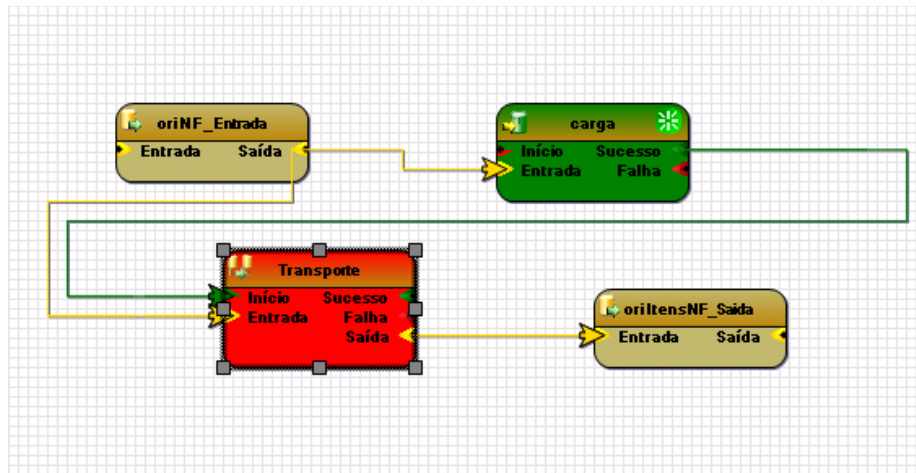 oriNF_Entrada
Entrada Saída
carga
Início Sucesso
Entrada Falha
Transporte
Início Sucesso
Entrada Falha
Saída
oriItensNF_Saida
Entrada Saída